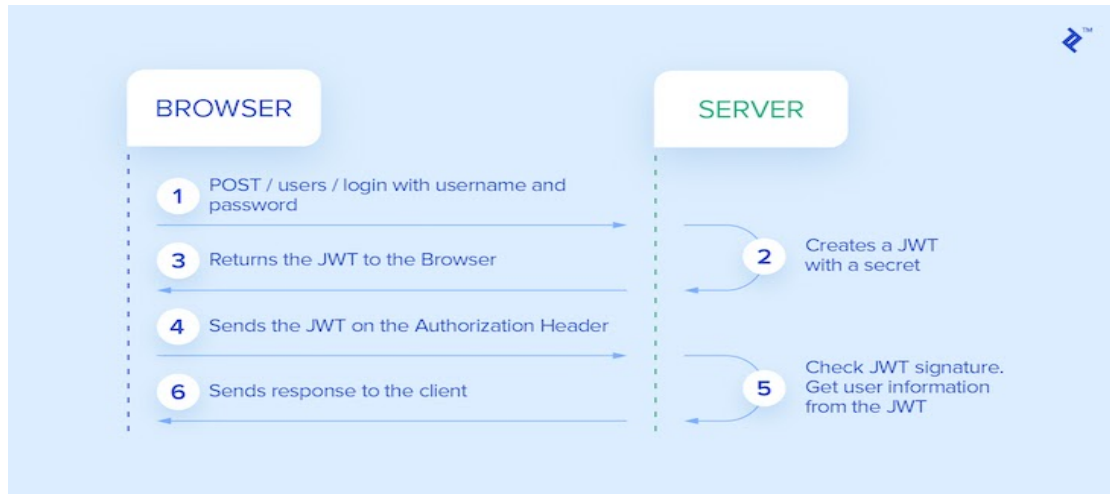 BROWSER
SERVER
1
POST / users / login with username and
password
2
Creates a JWT
with a secret
3
Returns the JWT to the Browser
4
Sends the JWT on the Authorization Header
5
Check JWT signature.
Get user information
from the JWT
6
Sends response to the client
TM